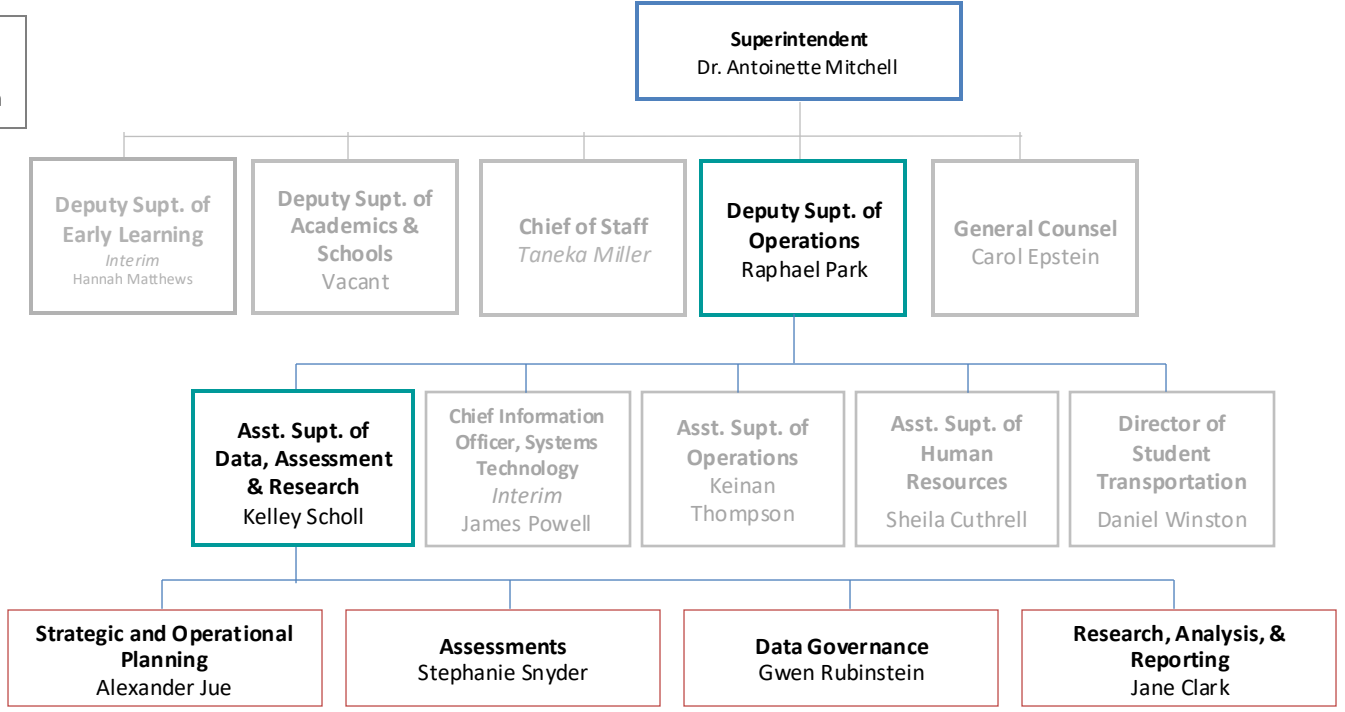 Superintendent
Dr. Antoinette Mitchell
Deputy Supt. of
Early Learning
Interim
Hannah Matthews
Deputy Supt. of
Academics &
Schools
Vacant
Chief of Staff
Taneka Miller
Deputy Supt. of
Operations
Raphael Park
General Counsel
Carol Epstein
Asst. Supt. of
Data, Assessment
& Research
Kelley Scholl
Chief Information
Officer, Systems
Technology
Interim
James Powell
Asst. Supt. of
Operations
Keinan
Thompson
Asst. Supt. of
Human
Resources
Sheila Cuthrell
Director of
Student
Transportation
Daniel Winston
Strategic and Operational
Planning
Alexander Jue
Assessments
Stephanie Snyder
Data Governance
Gwen Rubinstein
Research, Analysis, &
Reporting
Jane Clark